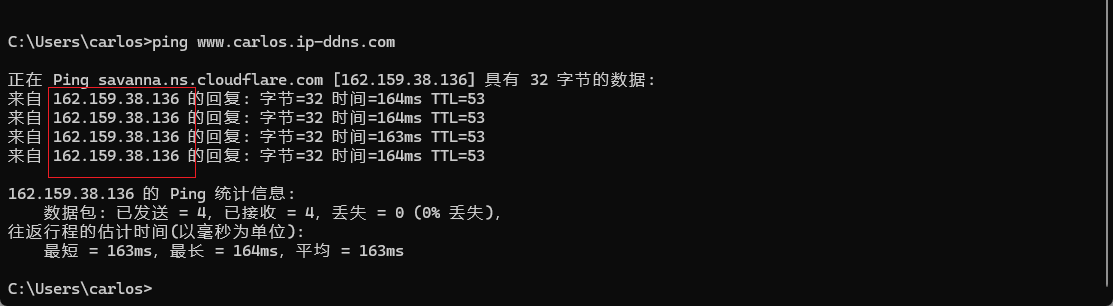 C:\Users\carlos>ping www.carlos.ip-ddns.com
正在 Ping savanna.ns.cloudflare.com [162.159.38.136] 具有 32 字节的数据:
来自 162.159.38.136 的回复: 字节=32 时间=164ms TTL=53
来自 162.159.38.136 的回复: 字节=32 时间=164ms TTL=53
来自 162.159.38.136 的回复: 字节=32 时间=163ms TTL=53
来自 162.159.38.136 的回复: 字节=32 时间=164ms TTL=53
162.159.38.136 的 Ping 统计信息:
数据包: 已发送 = 4，已接收 = 4，丢失 = 0 (0% 丢失)，
往返行程的估计时间(以毫秒为单位):
最短 = 163ms，最长 = 164ms，平均 = 163ms
C:\Users\carlos>